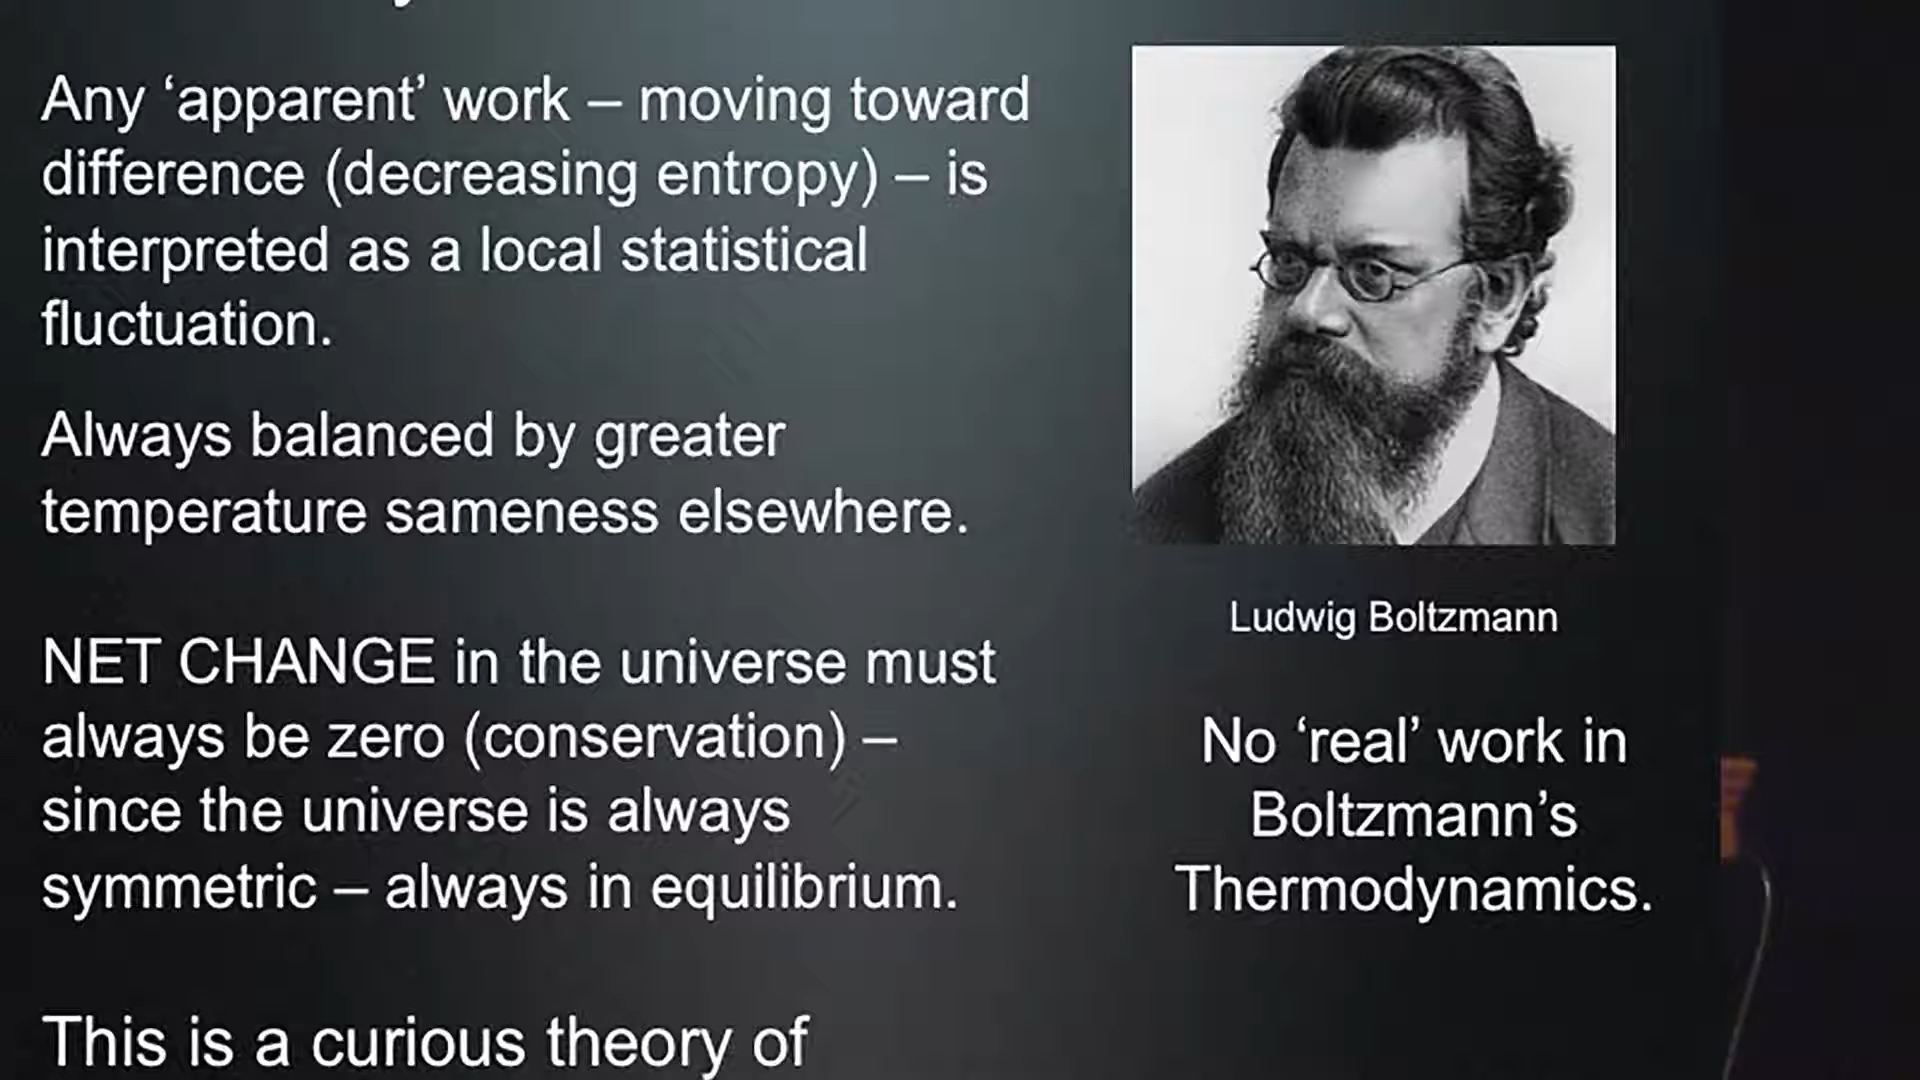 Any ‘apparent’ work – moving toward
difference (decreasing entropy) – is
interpreted as a local statistical
fluctuation.
Always balanced by greater
temperature sameness elsewhere.
NET CHANGE in the universe must
always be zero (conservation) –
since the universe is always
symmetric – always in equilibrium.
This is a curious theory of
Ludwig Boltzmann
No ‘real’ work in
Boltzmann’s
Thermodynamics.